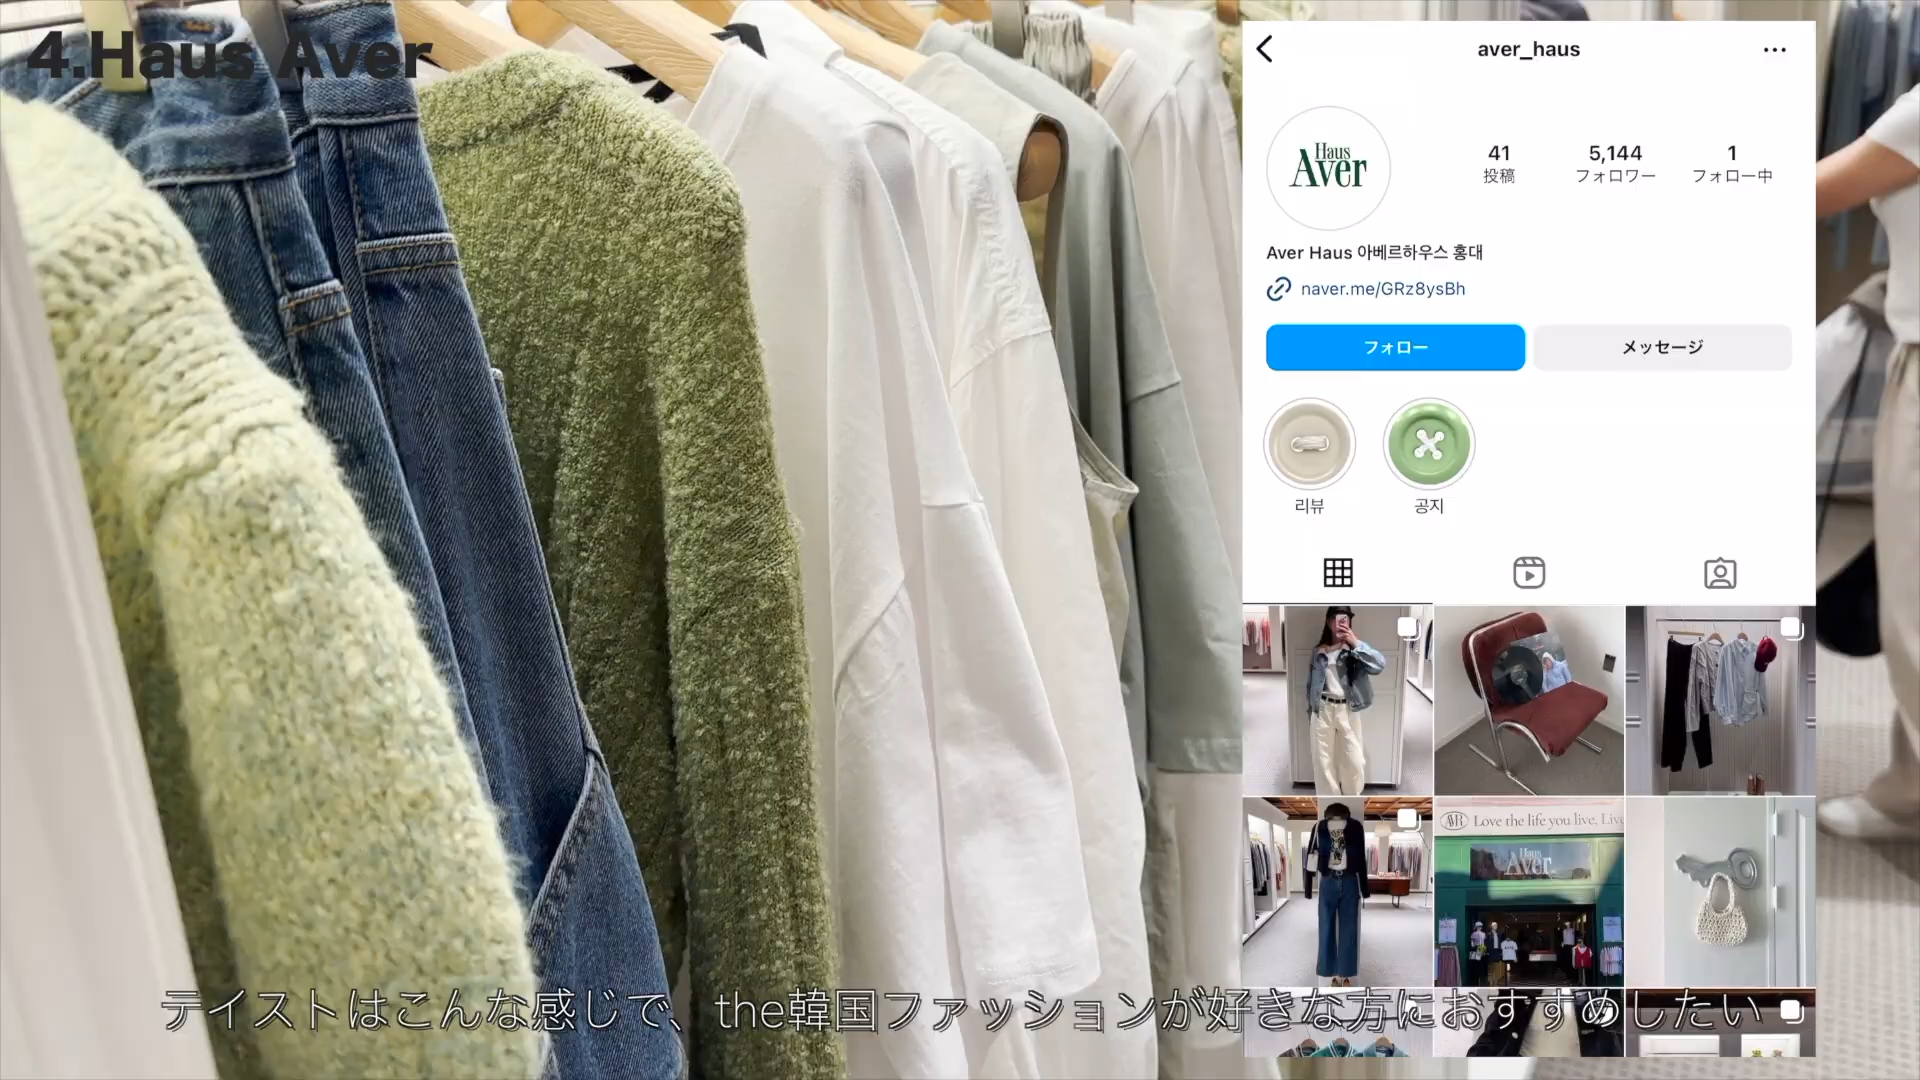 4.Haus Aver
aver_haus
Haus
Aver
41
投稿
5,144
フォロワー
1
フォロー中
Aver Haus 아베르하우스 홍대
naver.me/GRz8ysBh
フォロー
メッセージ
리뷰
공지
AVR Love the life you live, Live
Haus
Aver
テイストはこんな感じで、the韓国ファッションが好きな方におすすめしたい